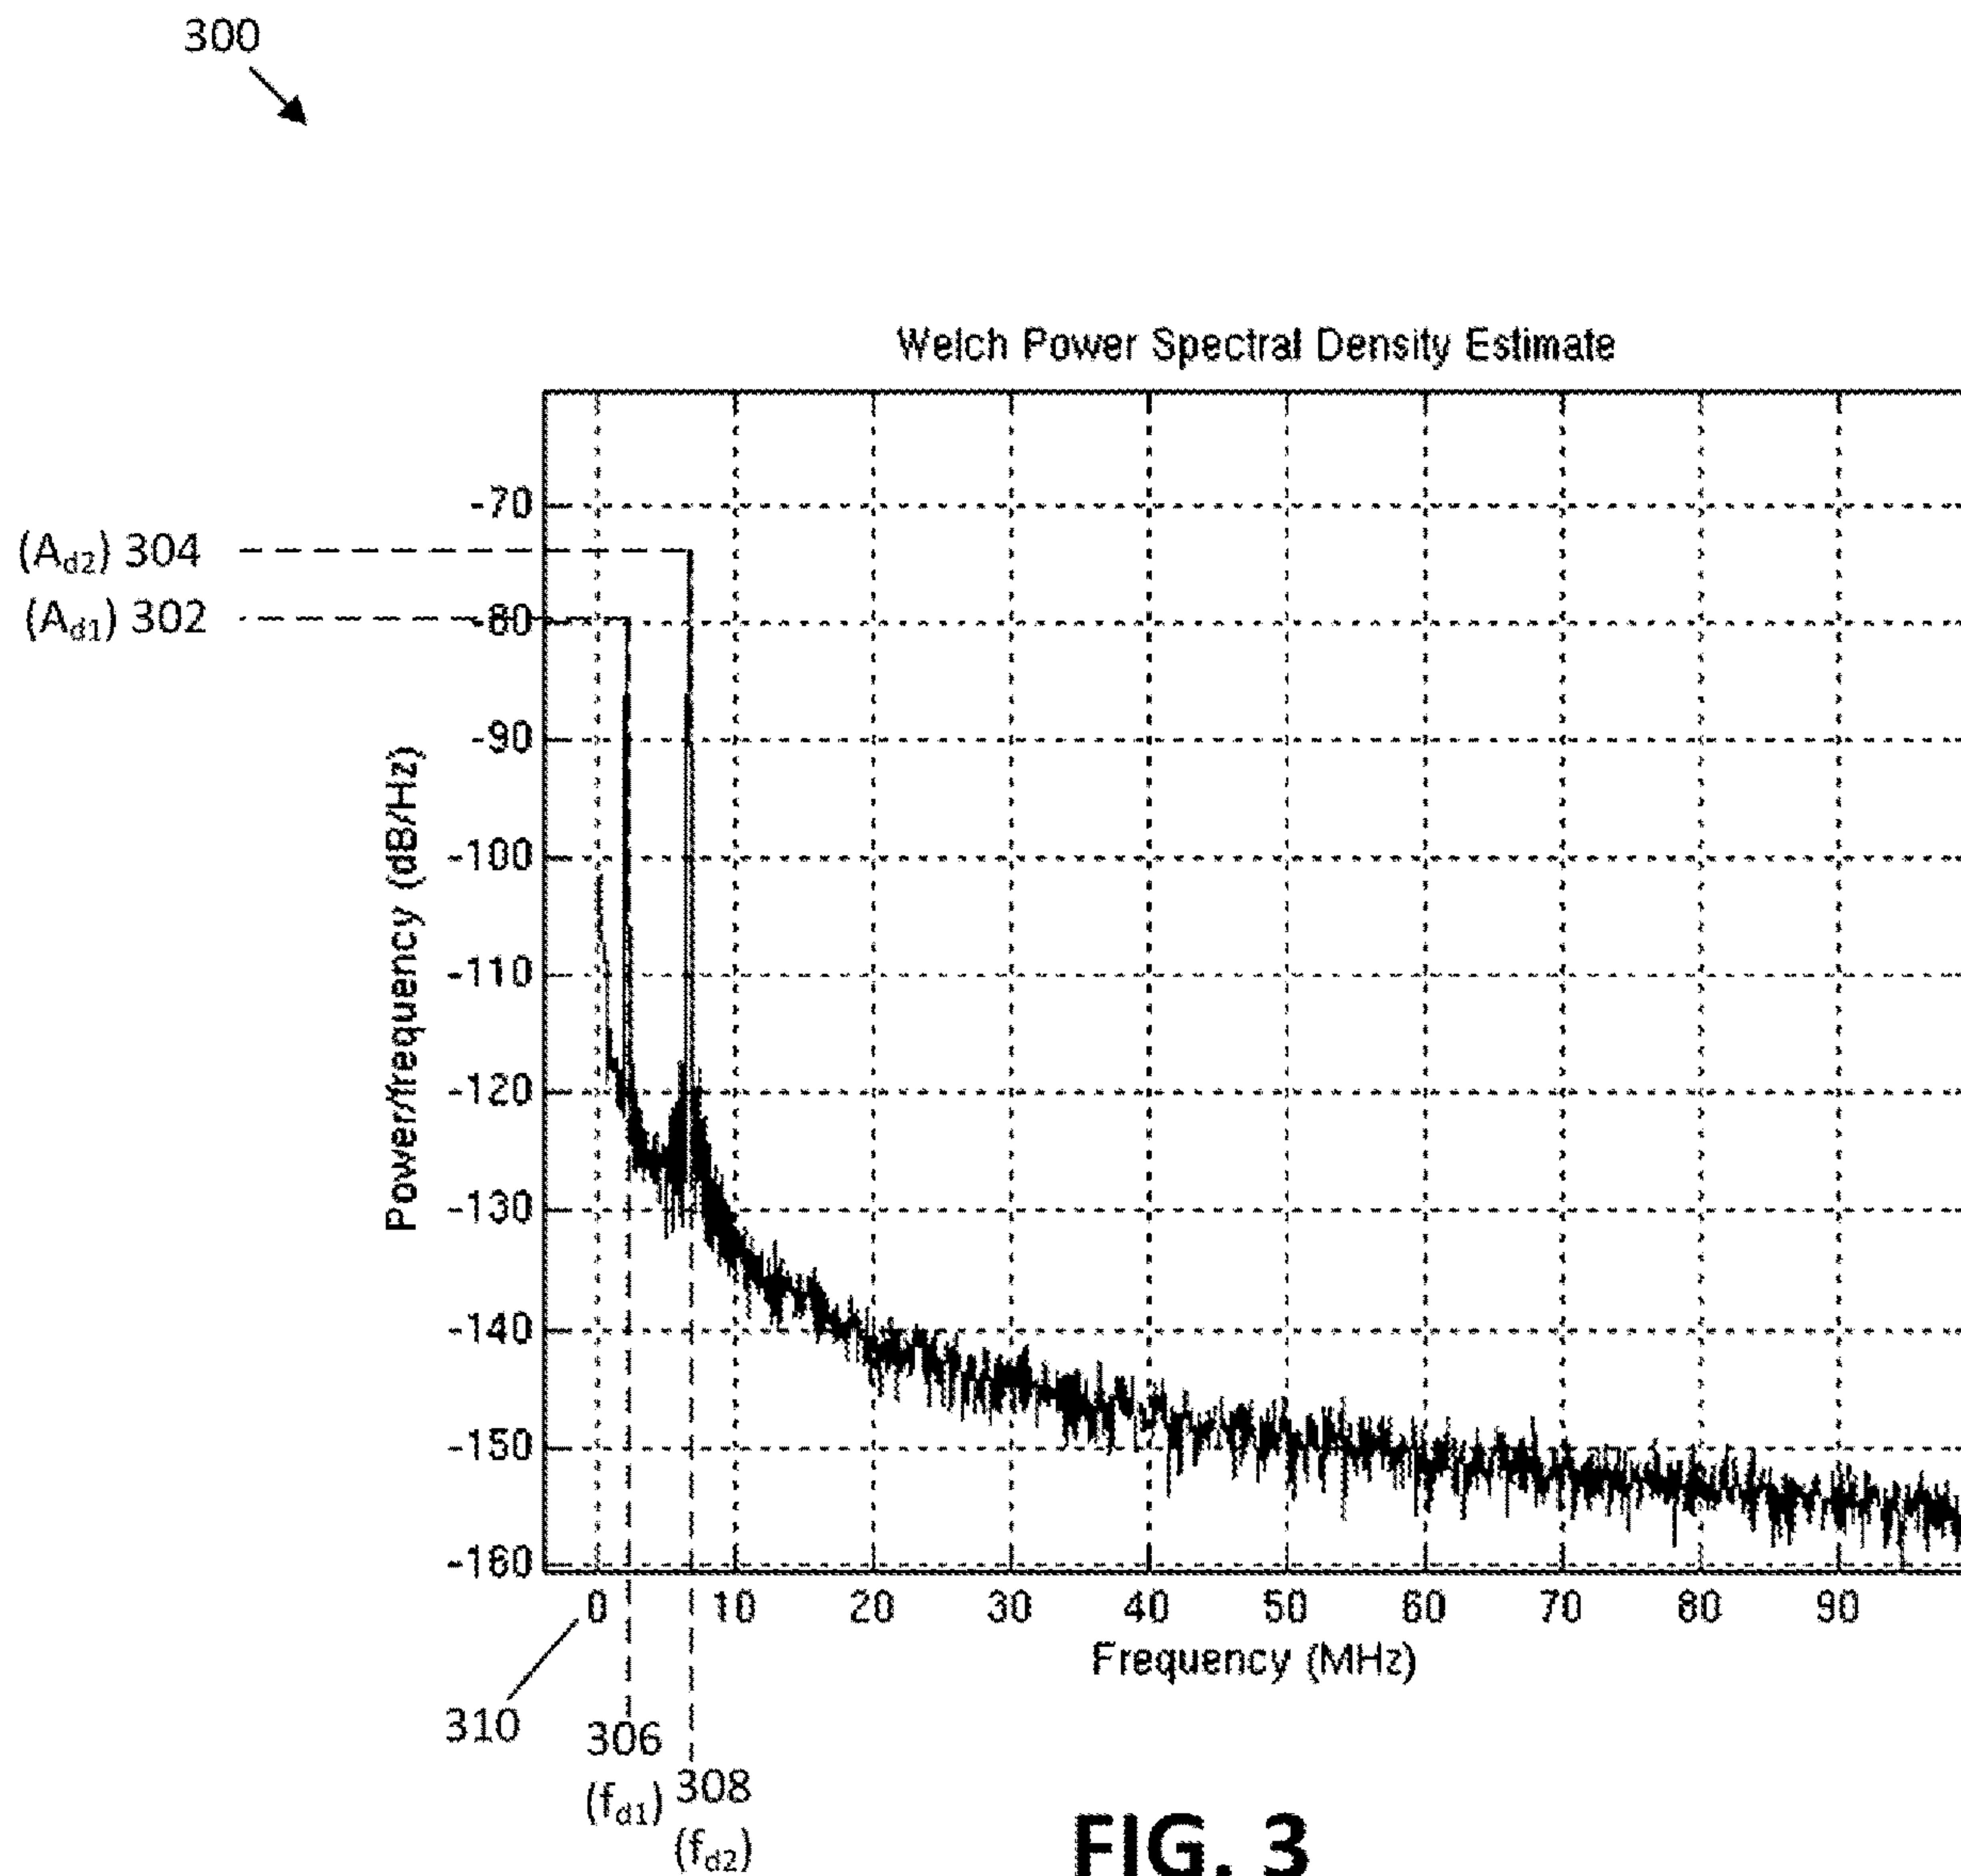 300
Welch Power Spectral Density Estimate
-70
(Ad2) 304
(Ad1) 302
-80
-90
-100
-110
-120
-130
-140
-150
-160
Power/frequency (dB/Hz)
0 10 20 30 40 50 60 70 80 90
Frequency (MHz)
310
306
(fd1)
308
(fd2)
FIG. 3